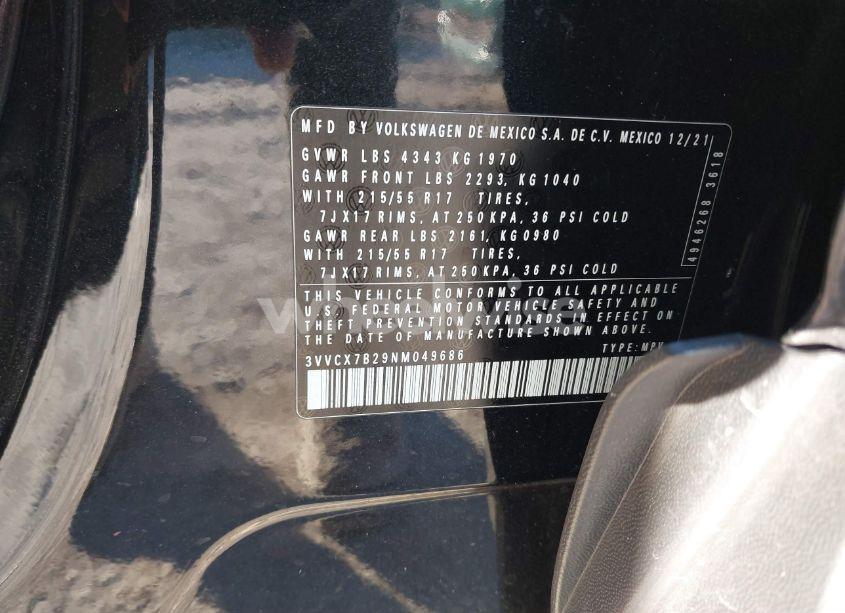 MFD BY VOLKSWAGEN DE MEXICO S.A. DE C.V. MEXICO 12/21
GVWR LBS 4343 KG 1970
GAWR FRONT LBS 2293, KG 1040
WITH 215/55 R17 TIRES,
7JX17 RIMS, AT 250 KPA, 36 PSI COLD
GAWR REAR LBS 2161, KG 0980
WITH 215/55 R17 TIRES,
7JX17 RIMS, AT 250 KPA, 36 PSI COLD
THIS VEHICLE CONFORMS TO ALL APPLICABLE
U.S. FEDERAL MOTOR VEHICLE SAFETY AND
THEFT PREVENTION STANDARDS IN EFFECT ON
THE DATE OF MANUFACTURE SHOWN ABOVE.
3VVCX7B29NM049686 TYPE: MPV
4946268 3618